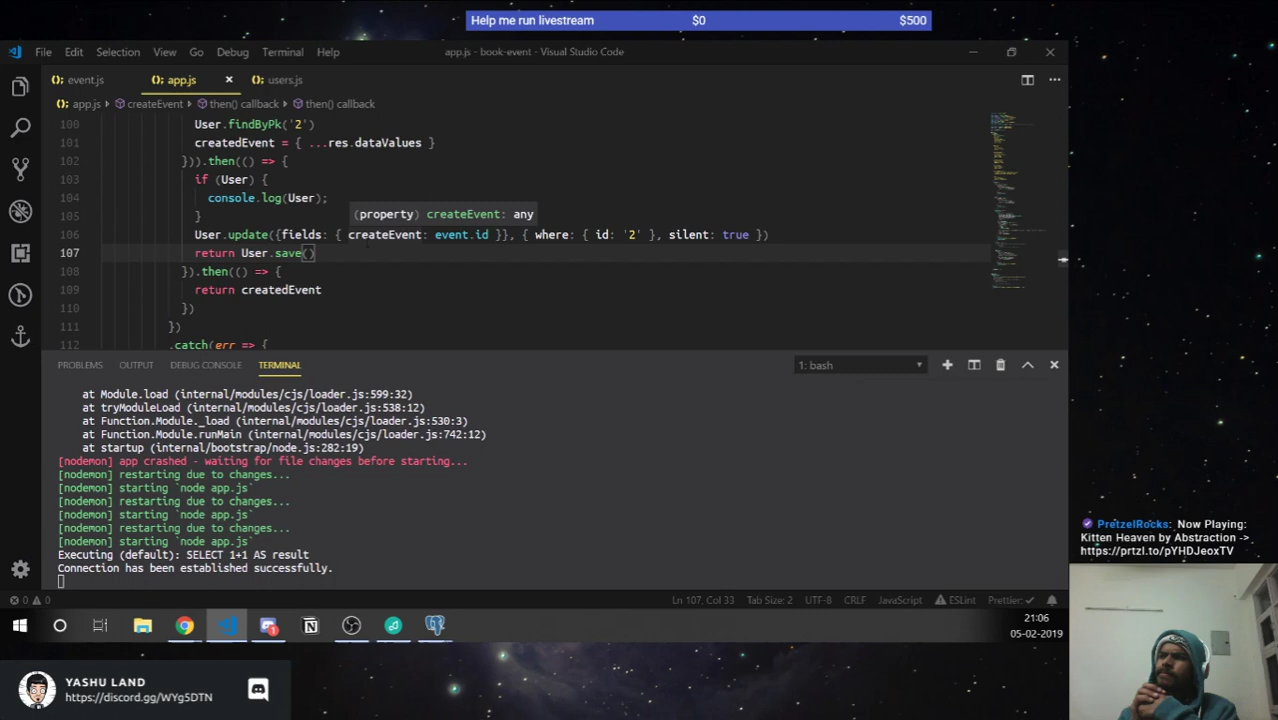 Help me run livestream $0 $500
File Edit Selection View Go Debug Terminal Help app.js - book-event - Visual Studio Code
event.js app.js users.js
app.js createEvent then() callback then() callback
100 User.findByPk('2')
101 createdEvent = { ...res.dataValues }
102 })).then(() => {
103 if (User) {
104 console.log(User);
105 }
(property) createEvent: any
106 User.update({fields: { createEvent: event.id }}, { where: { id: '2' }, silent: true })
107 return User.save()
108 }).then(() => {
109 return createdEvent
110 })
111 })
112 .catch(err => {
PROBLEMS OUTPUT DEBUG CONSOLE TERMINAL 1: bash
at Module.load (internal/modules/cjs/loader.js:599:32)
at tryModuleLoad (internal/modules/cjs/loader.js:538:12)
at Function.Module._load (internal/modules/cjs/loader.js:530:3)
at Function.Module.runMain (internal/modules/cjs/loader.js:742:12)
at startup (internal/bootstrap/node.js:282:19)
[nodemon] app crashed - waiting for file changes before starting...
[nodemon] restarting due to changes...
[nodemon] starting `node app.js`
[nodemon] restarting due to changes...
[nodemon] starting `node app.js`
[nodemon] restarting due to changes...
[nodemon] starting `node app.js`
Executing (default): SELECT 1+1 AS result
Connection has been established successfully.
PretzelRocks: Now Playing:
Kitten Heaven by Abstraction ->
https://prtzl.to/pYHDJeoxTV
0 0 Ln 107, Col 33 Tab Size: 2 UTF-8 CRLF JavaScript ESLint Prettier: ✓
21:06
05-02-2019
YASHU LAND
https://discord.gg/WYg5DTN